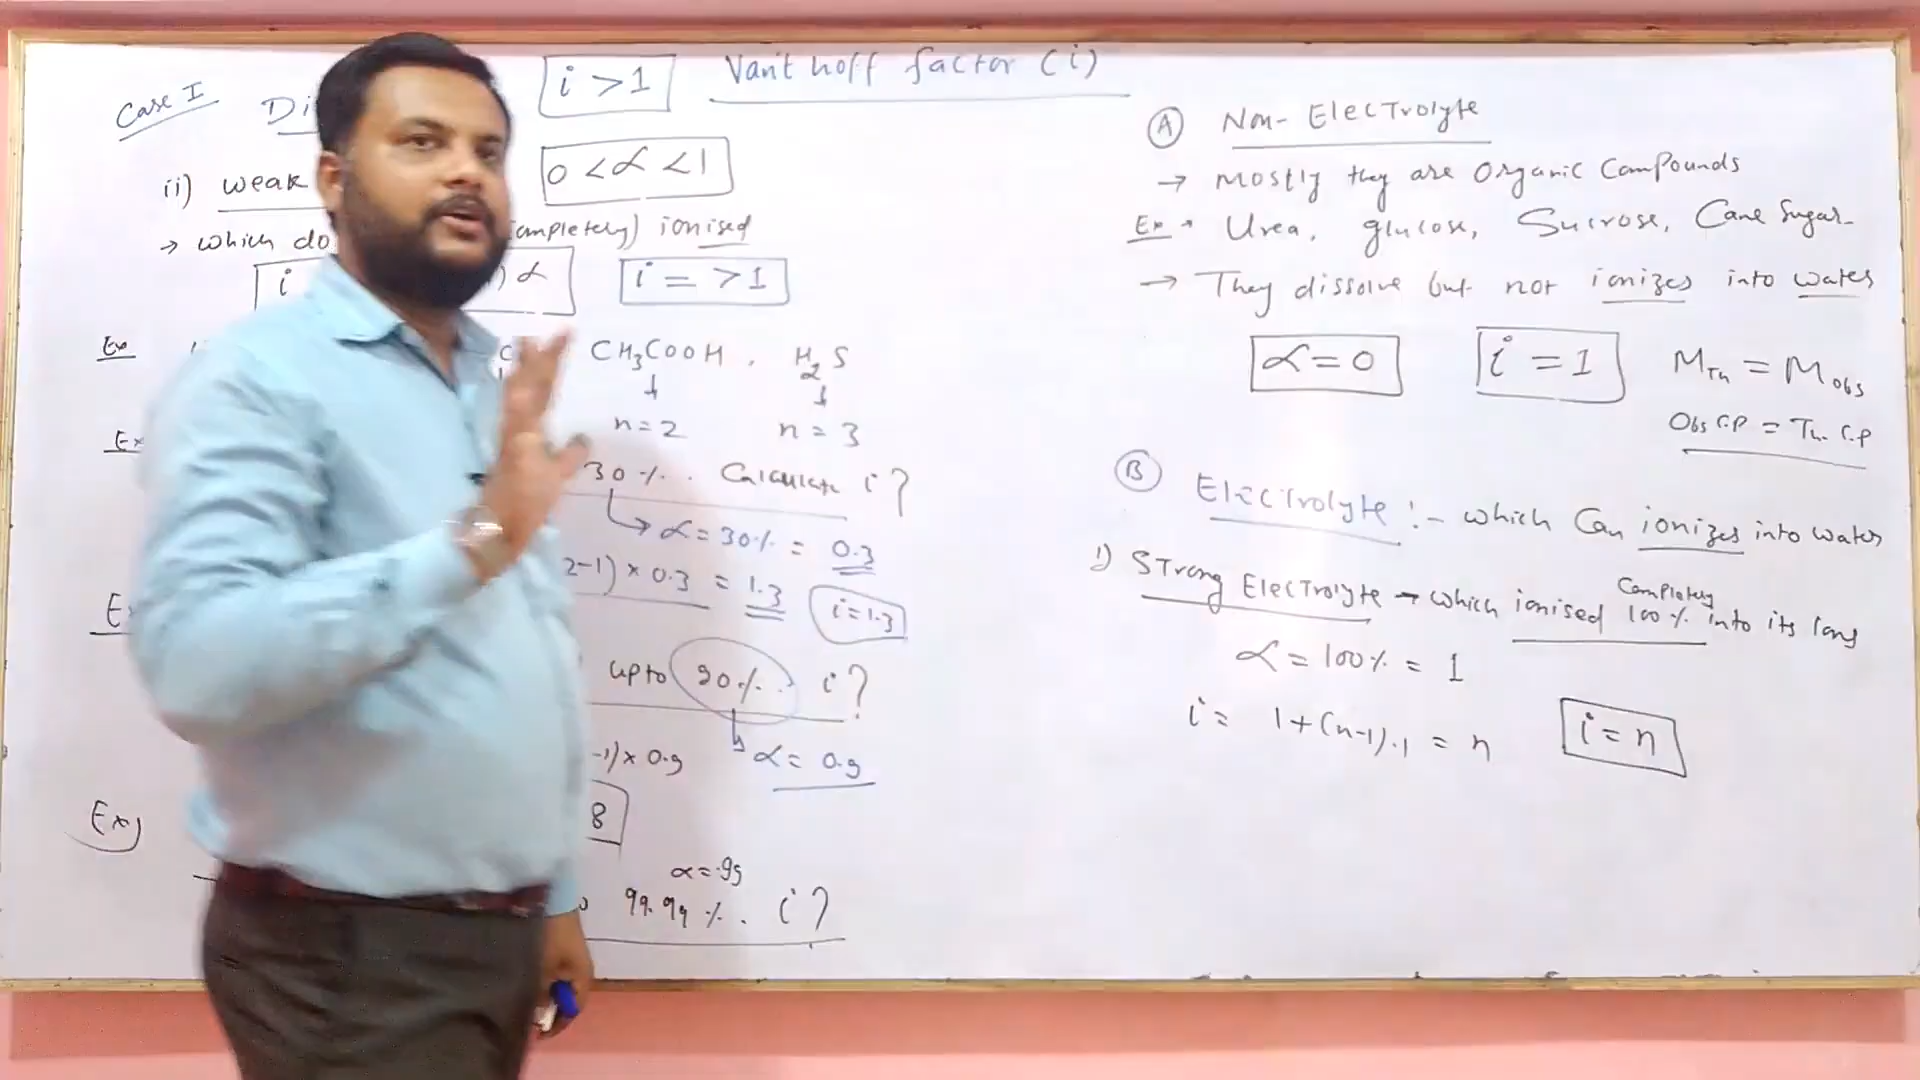 Vant hoff factor (i)
Case I Di i >1
0 < α < 1
ii) weak
→ which do ompletely) ionised
i ) α i = >1
Ex CH3COOH , H2S
n=2 n = 3
Ex 30 % . Calculate i ?
α = 30% = 0.3
2-1) × 0.3 = 1.3 i=1.3
Ex upto 90% . i ?
-1) × 0.9 α = 0.9
8
Ex) α = .99
99.99 % . i ?
Ⓐ Non- Electrolyte
→ Mostly they are Organic Compounds
Ex • Urea, glucose, Sucrose, Cane Sugar-
→ They dissolve but not ionizes into water
α = 0 i = 1 MTh = Mobs
Obs C.P = Th. C.P
Ⓑ Electrolyte :- which Can ionizes into water
1) Strong Electrolyte → which ionised Completely 100 % into its Ions
α = 100% = 1
i = 1+(n-1).1 = n i = n